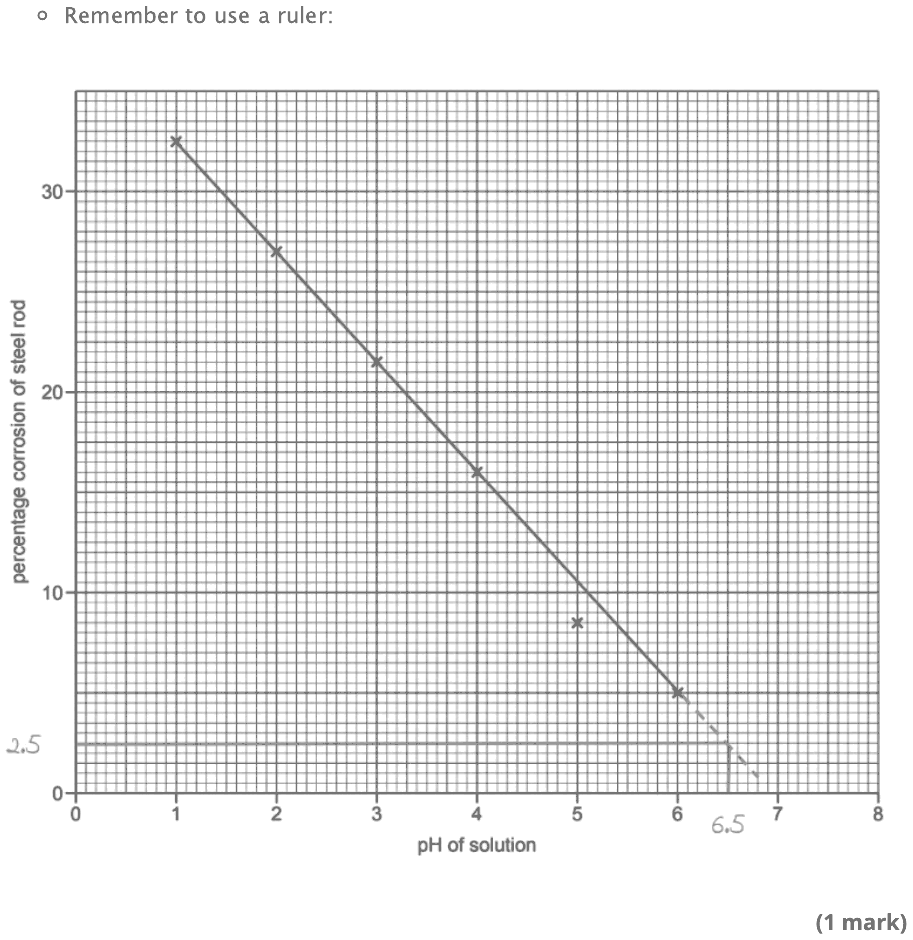 Remember to use a ruler:
percentage corrosion of steel rod
30
20
10
2.5
0
0 1 2 3 4 5 6 7 8
6.5
pH of solution
(1 mark)